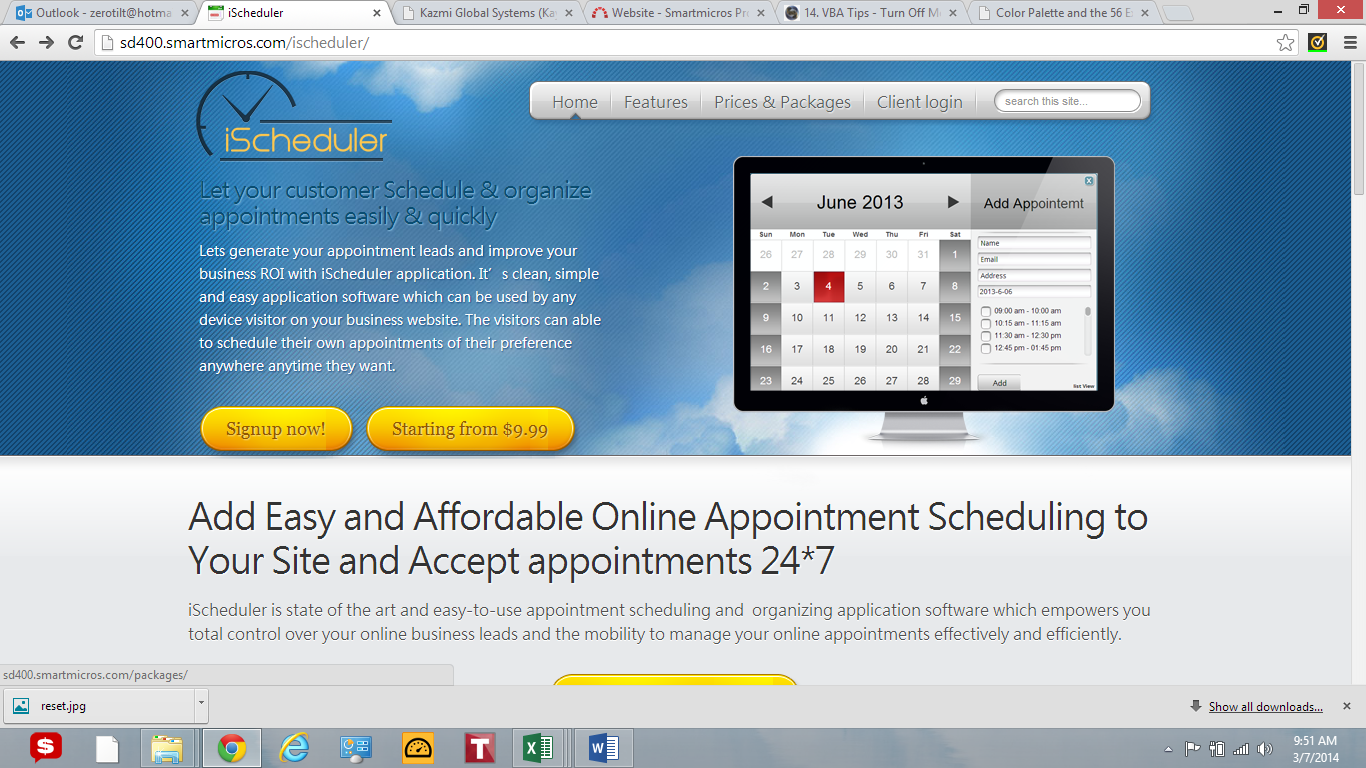 Outlook - zerotilt@hotma
iScheduler
Kazmi Global Systems (Ka
Website - Smartmicros Pr
14. VBA Tips - Turn Off M
Color Palette and the 56 E
sd400.smartmicros.com/ischeduler/
iScheduler
Home
Features
Prices & Packages
Client login
search this site...
Let your customer Schedule & organize
appointments easily & quickly
Lets generate your appointment leads and improve your
business ROI with iScheduler application. It’s clean, simple
and easy application software which can be used by any
device visitor on your business website. The visitors can able
to schedule their own appointments of their preference
anywhere anytime they want.
Signup now!
Starting from $9.99
June 2013
Sun Mon Tue Wed Thu Fri Sat
26 27 28 29 30 31 1
2 3 4 5 6 7 8
9 10 11 12 13 14 15
16 17 18 19 20 21 22
23 24 25 26 27 28 29
Add Appointemt
Name
Email
Address
2013-6-06
09:00 am - 10:00 am
10:15 am - 11:15 am
11:30 am - 12:30 pm
12:45 pm - 01:45 pm
Add
List View
Add Easy and Affordable Online Appointment Scheduling to
Your Site and Accept appointments 24*7
iScheduler is state of the art and easy-to-use appointment scheduling and organizing application software which empowers you
total control over your online business leads and the mobility to manage your online appointments effectively and efficiently.
sd400.smartmicros.com/packages/
reset.jpg
Show all downloads...
9:51 AM
3/7/2014